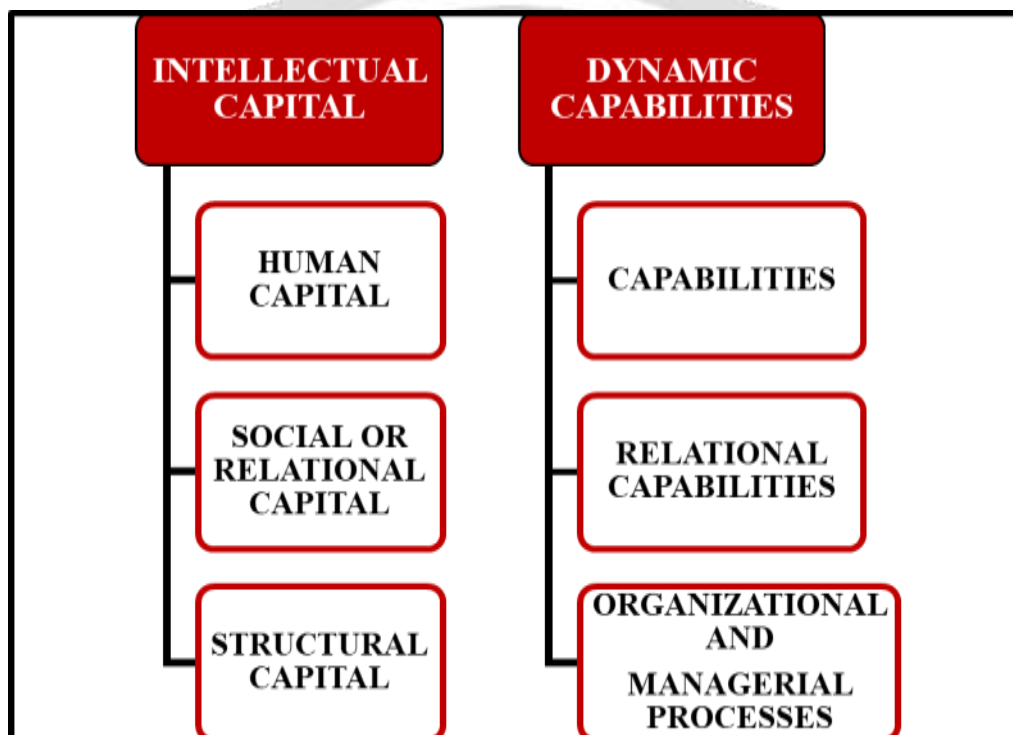 INTELLECTUAL
CAPITAL
HUMAN
CAPITAL
SOCIAL OR
RELATIONAL
CAPITAL
STRUCTURAL
CAPITAL
DYNAMIC
CAPABILITIES
CAPABILITIES
RELATIONAL
CAPABILITIES
ORGANIZATIONAL
AND
MANAGERIAL
PROCESSES